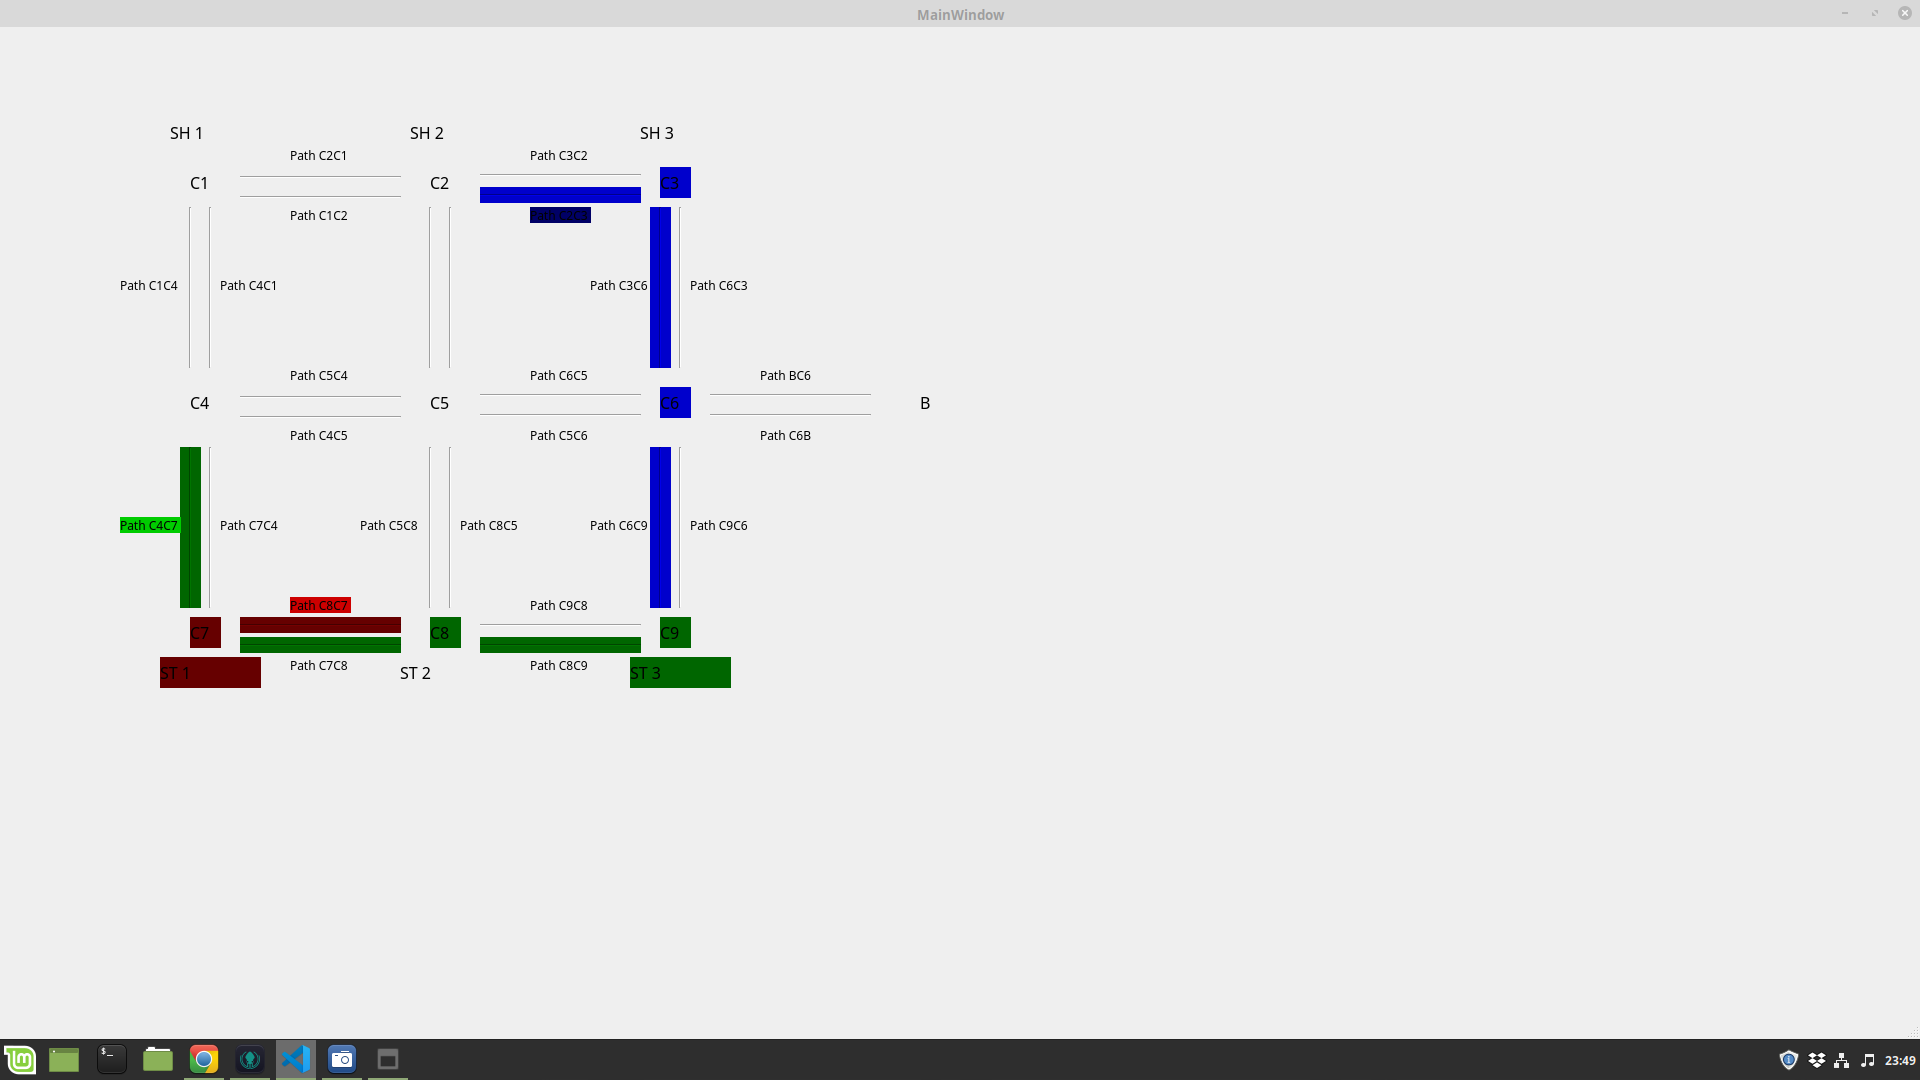 MainWindow
SH 1
SH 2
SH 3
Path C2C1
Path C3C2
C1
C2
C3
Path C1C2
Path C1C4
Path C4C1
Path C3C6
Path C6C3
Path C5C4
Path C6C5
Path BC6
C4
C5
C6
B
Path C4C5
Path C5C6
Path C6B
Path C4C7
Path C7C4
Path C5C8
Path C8C5
Path C6C9
Path C9C6
Path C8C7
Path C9C8
C7
C8
C9
Path C7C8
Path C8C9
ST 1
ST 2
ST 3
23:49